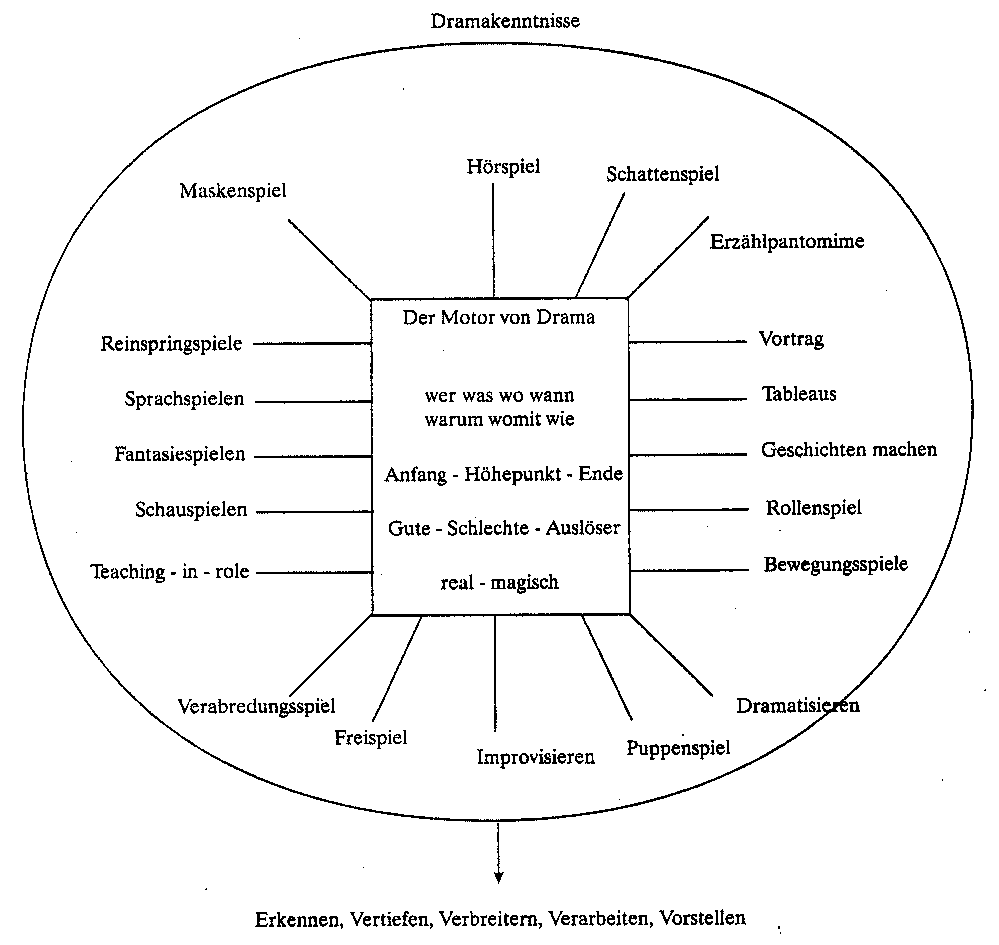 Dramakenntnisse
Hörspiel
Schattenspiel
Maskenspiel
Erzählpantomime
Der Motor von Drama
Reinspringspiele
Vortrag
Sprachspielen
wer was wo wann
warum womit wie
Tableaus
Fantasiespielen
Geschichten machen
Anfang - Höhepunkt - Ende
Schauspielen
Rollenspiel
Gute - Schlechte - Auslöser
Teaching - in - role
Bewegungsspiele
real - magisch
Verabredungsspiel
Dramatisieren
Freispiel
Improvisieren
Puppenspiel
Erkennen, Vertiefen, Verbreitern, Verarbeiten, Vorstellen